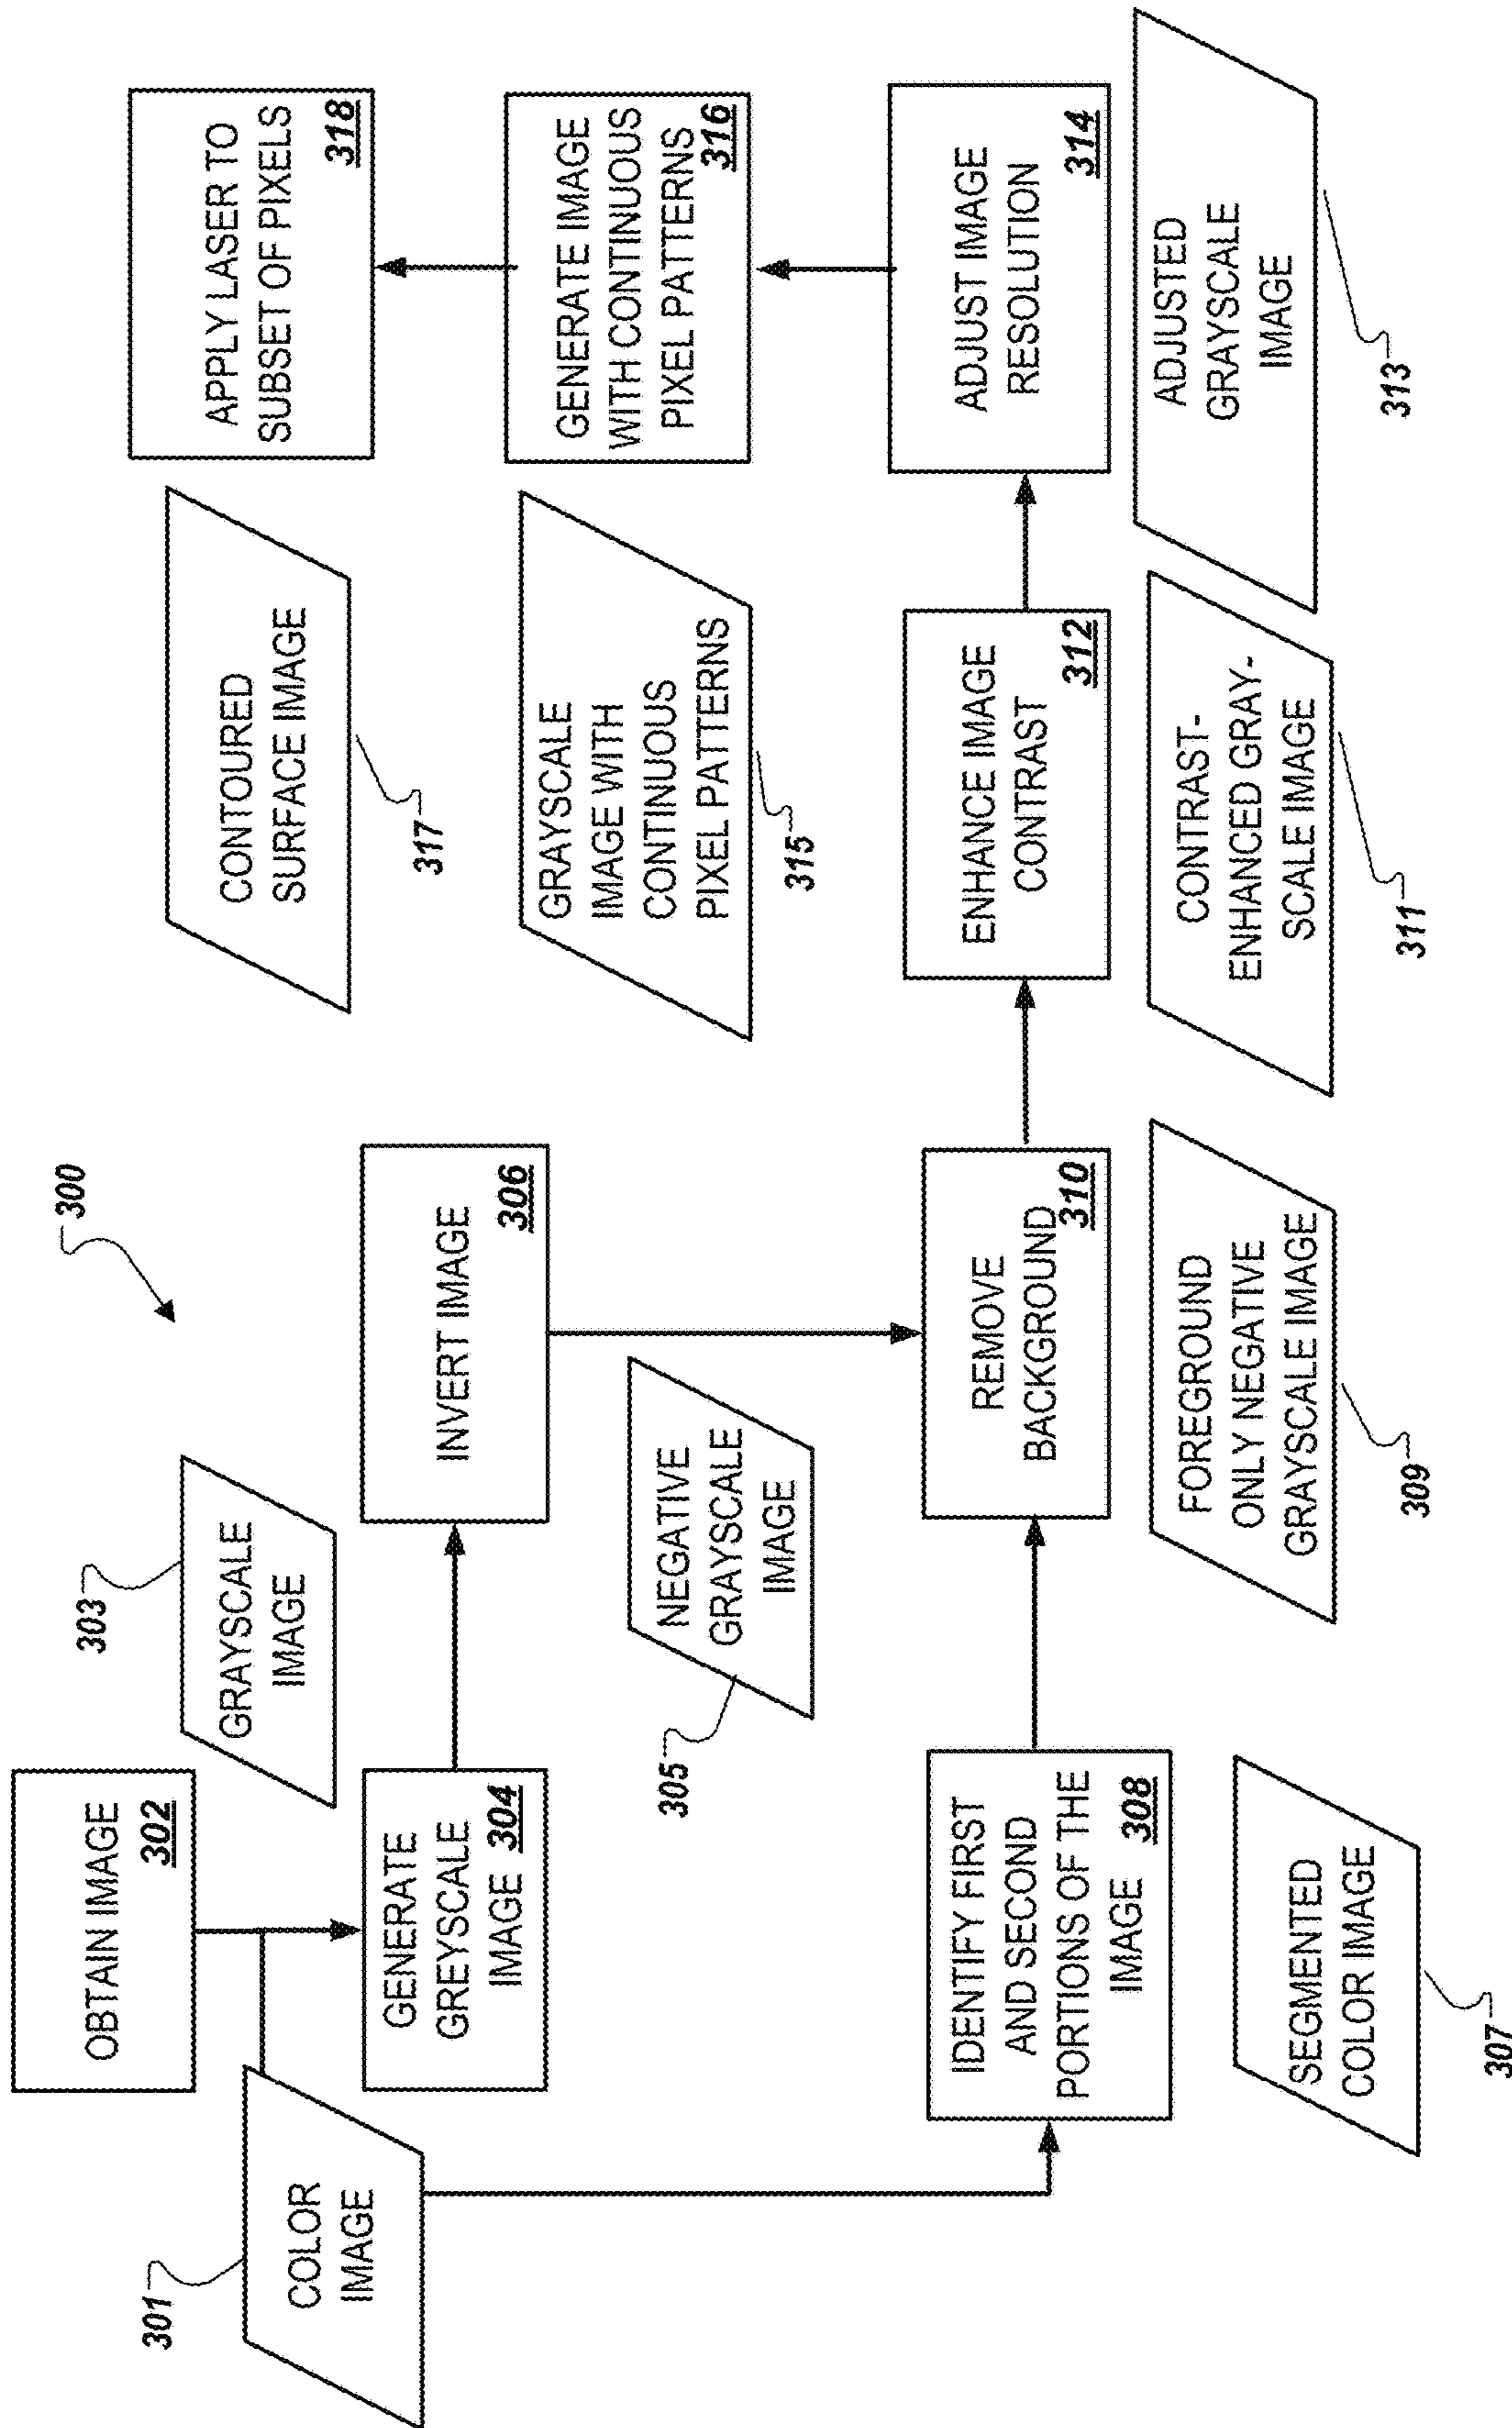 300
OBTAIN IMAGE
302
301
COLOR
IMAGE
303
GRAYSCALE
IMAGE
GENERATE
GREYSCALE
IMAGE 304
INVERT IMAGE
306
305
NEGATIVE
GRAYSCALE
IMAGE
IDENTIFY FIRST
AND SECOND
PORTIONS OF THE
IMAGE 308
SEGMENTED
COLOR IMAGE
307
REMOVE
BACKGROUND
310
FOREGROUND
ONLY NEGATIVE
GRAYSCALE IMAGE
309
ENHANCE IMAGE
CONTRAST
312
CONTRAST-
ENHANCED GRAY-
SCALE IMAGE
311
ADJUST IMAGE
RESOLUTION
314
ADJUSTED
GRAYSCALE
IMAGE
313
GENERATE IMAGE
WITH CONTINUOUS
PIXEL PATTERNS
316
GRAYSCALE
IMAGE WITH
CONTINUOUS
PIXEL PATTERNS
315
APPLY LASER TO
SUBSET OF PIXELS
318
CONTOURED
SURFACE IMAGE
317